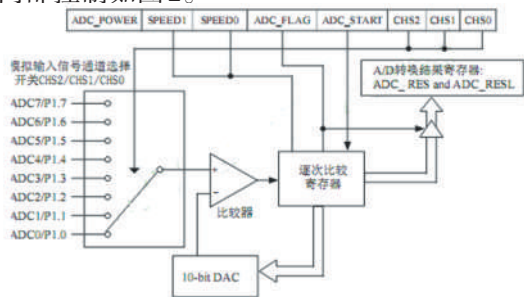 ADC_POWER SPEED1 SPEED0 ADC_FLAG ADC_START CHS2 CHS1 CHS0
模拟输入信号通道选择
开关CHS2/CHS1/CHS0
A/D转换结果寄存器:
ADC_RES and ADC_RESL
ADC7/P1.7
ADC6/P1.6
ADC5/P1.5
ADC4/P1.4
ADC3/P1.3
ADC2/P1.2
ADC1/P1.1
ADC0/P1.0
+
−
比较器
逐次比较
寄存器
10-bit DAC